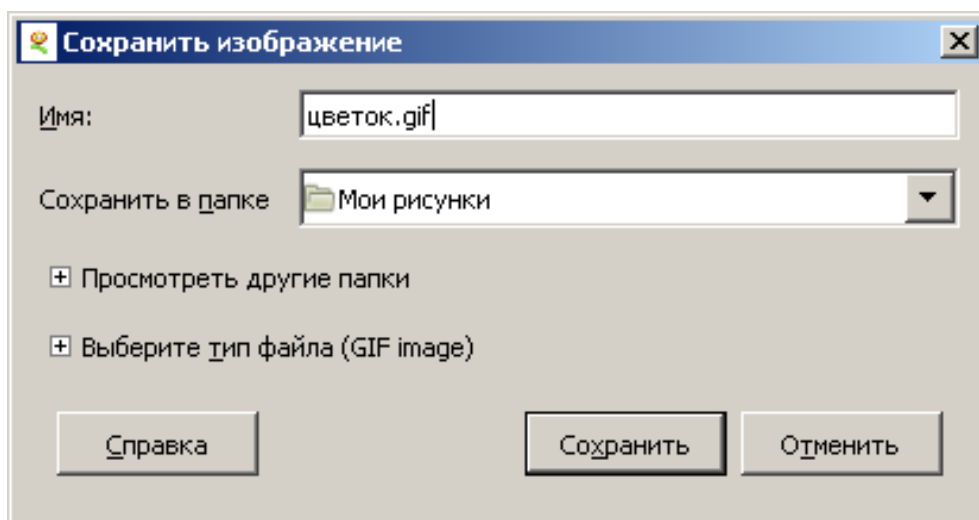 Сохранить изображение
Имя: цветок.gif
Сохранить в папке Мои рисунки
Просмотреть другие папки
Выберите тип файла (GIF image)
Справка Сохранить Отменить